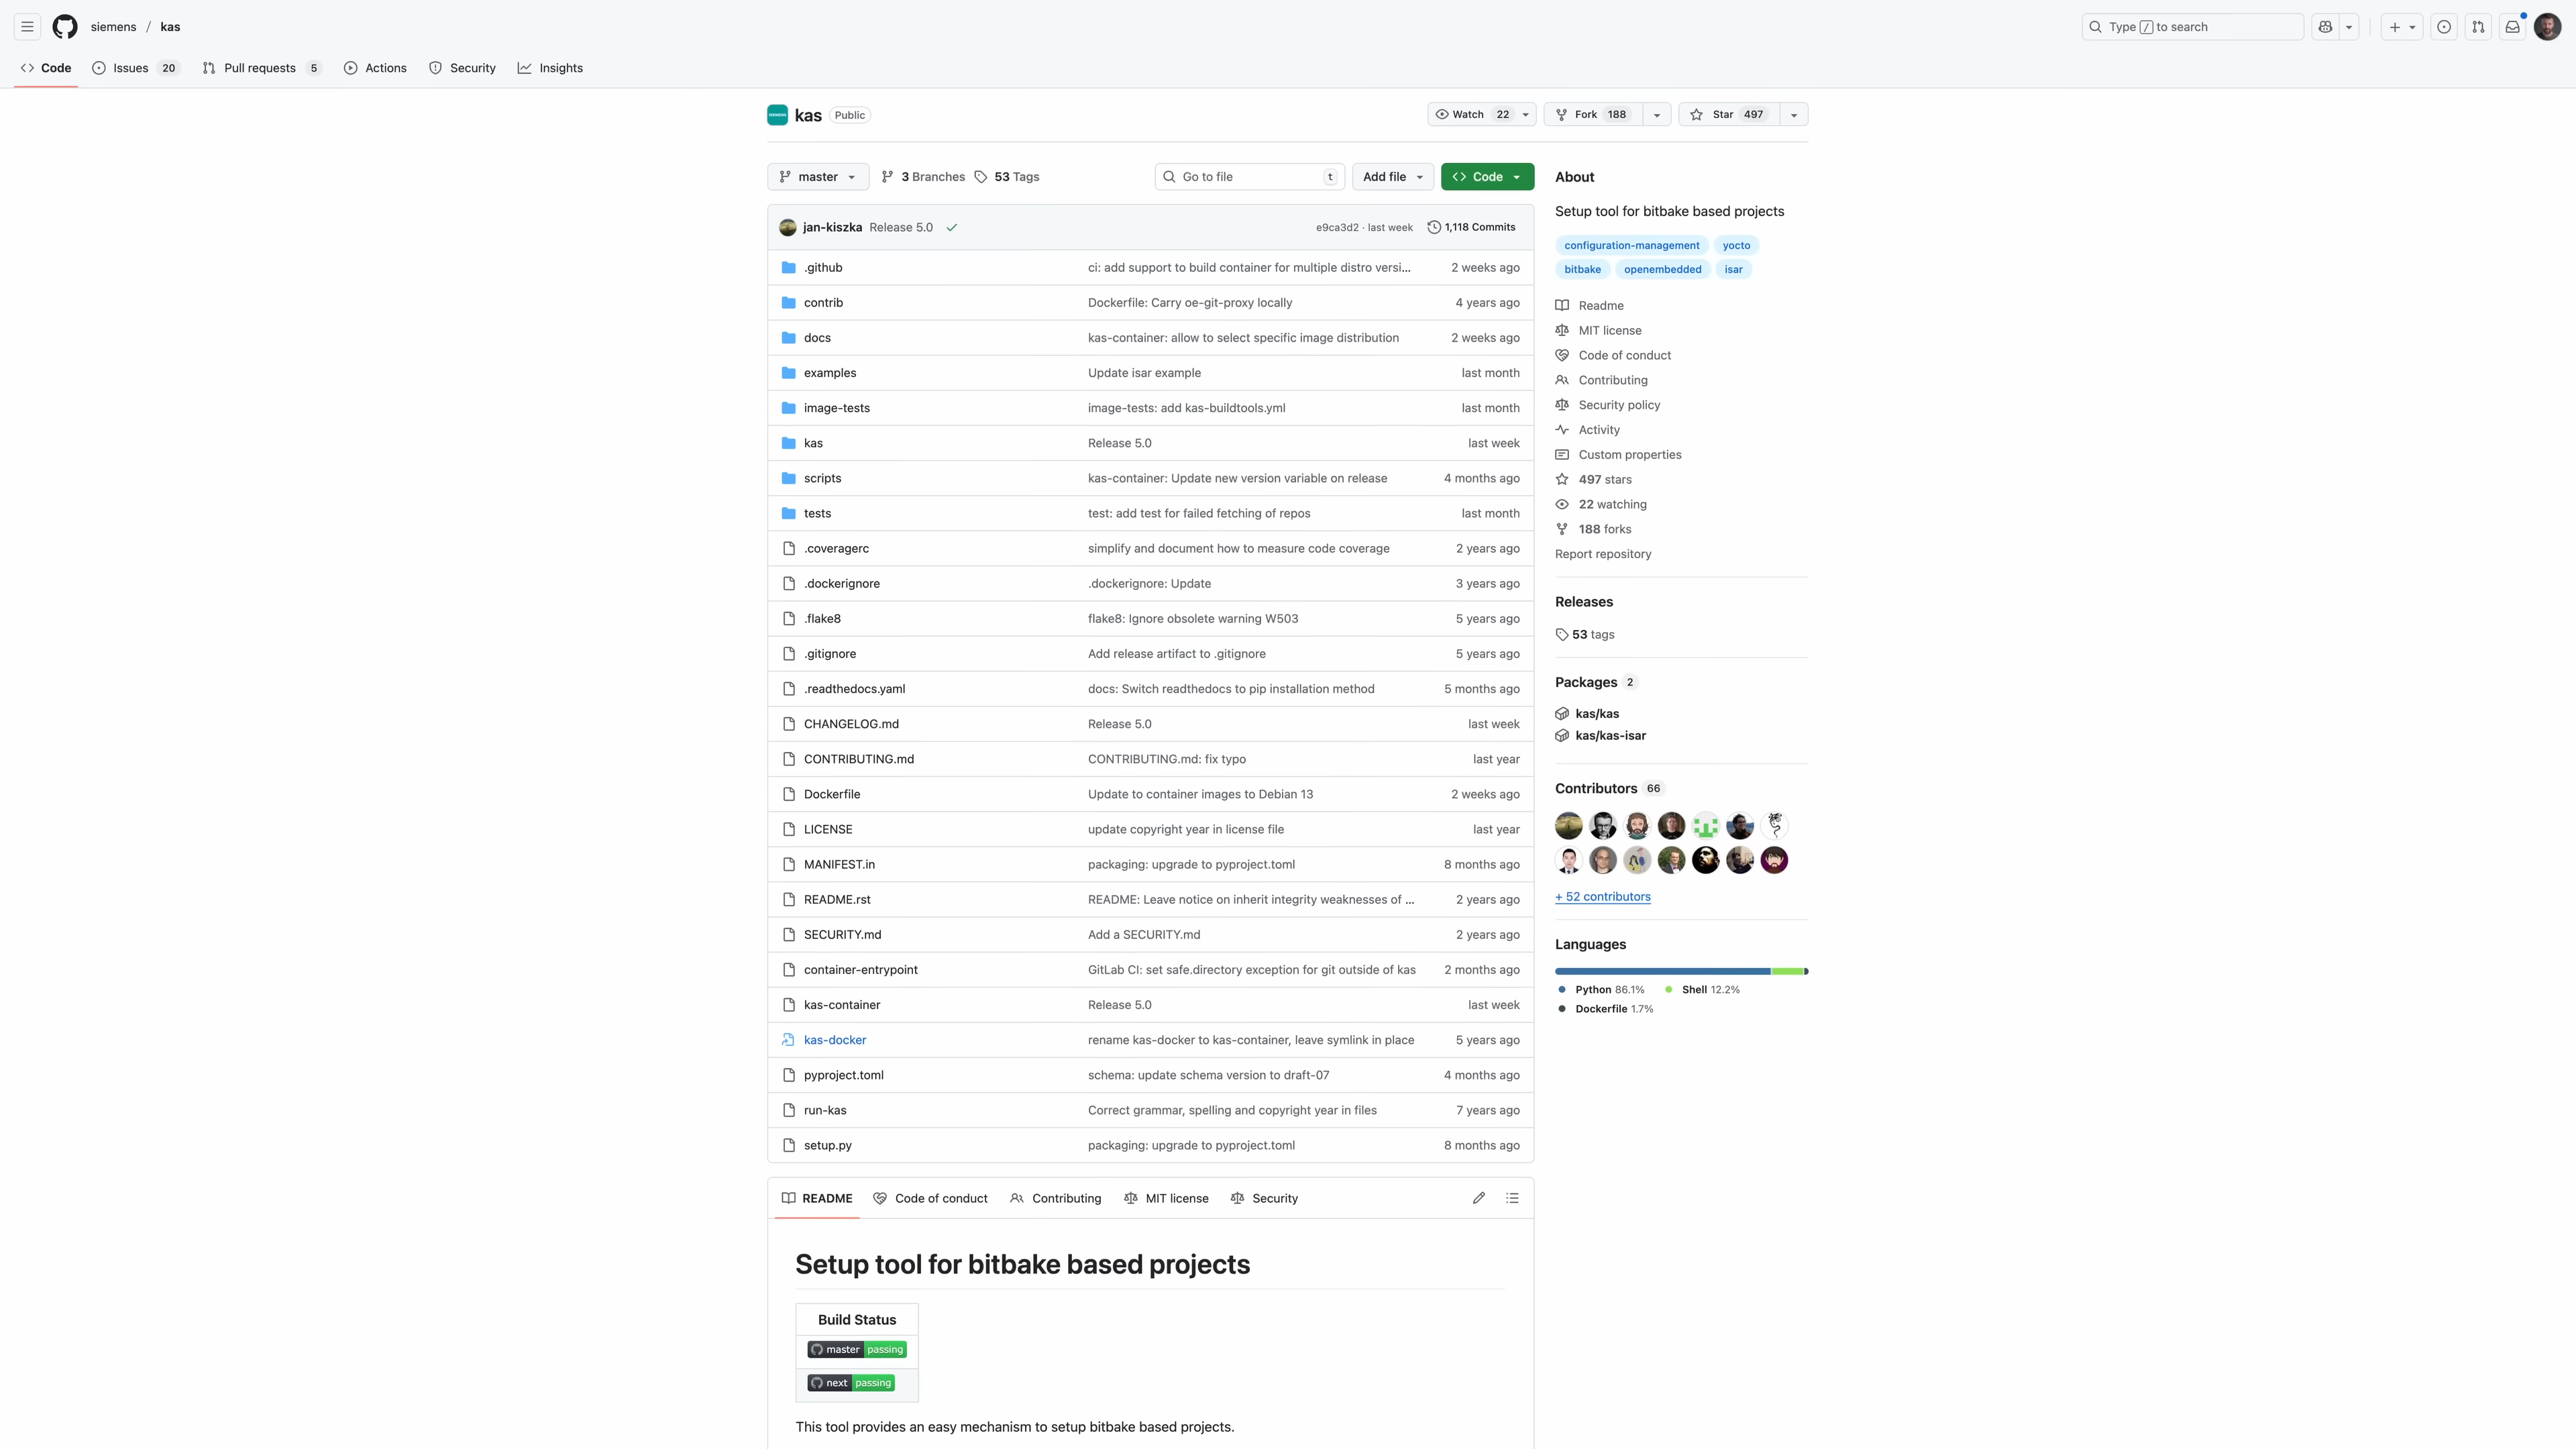 siemens / kas
Type / to search
Code
Issues 20
Pull requests 5
Actions
Security
Insights
kas Public
Watch 22
Fork 188
Star 497
master
3 Branches
53 Tags
Go to file t
Add file
Code
jan-kiszka Release 5.0 e9ca3d2 · last week 1,118 Commits
.github ci: add support to build container for multiple distro versi... 2 weeks ago
contrib Dockerfile: Carry oe-git-proxy locally 4 years ago
docs kas-container: allow to select specific image distribution 2 weeks ago
examples Update isar example last month
image-tests image-tests: add kas-buildtools.yml last month
kas Release 5.0 last week
scripts kas-container: Update new version variable on release 4 months ago
tests test: add test for failed fetching of repos last month
.coveragerc simplify and document how to measure code coverage 2 years ago
.dockerignore .dockerignore: Update 3 years ago
.flake8 flake8: Ignore obsolete warning W503 5 years ago
.gitignore Add release artifact to .gitignore 5 years ago
.readthedocs.yaml docs: Switch readthedocs to pip installation method 5 months ago
CHANGELOG.md Release 5.0 last week
CONTRIBUTING.md CONTRIBUTING.md: fix typo last year
Dockerfile Update to container images to Debian 13 2 weeks ago
LICENSE update copyright year in license file last year
MANIFEST.in packaging: upgrade to pyproject.toml 8 months ago
README.rst README: Leave notice on inherit integrity weaknesses of ... 2 years ago
SECURITY.md Add a SECURITY.md 2 years ago
container-entrypoint GitLab CI: set safe.directory exception for git outside of kas 2 months ago
kas-container Release 5.0 last week
kas-docker rename kas-docker to kas-container, leave symlink in place 5 years ago
pyproject.toml schema: update schema version to draft-07 4 months ago
run-kas Correct grammar, spelling and copyright year in files 7 years ago
setup.py packaging: upgrade to pyproject.toml 8 months ago
README
Code of conduct
Contributing
MIT license
Security
Setup tool for bitbake based projects
Build Status
master passing
next passing
This tool provides an easy mechanism to setup bitbake based projects.
About
Setup tool for bitbake based projects
configuration-management yocto
bitbake openembedded isar
Readme
MIT license
Code of conduct
Contributing
Security policy
Activity
Custom properties
497 stars
22 watching
188 forks
Report repository
Releases
53 tags
Packages 2
kas/kas
kas/kas-isar
Contributors 66
+ 52 contributors
Languages
Python 86.1% Shell 12.2%
Dockerfile 1.7%